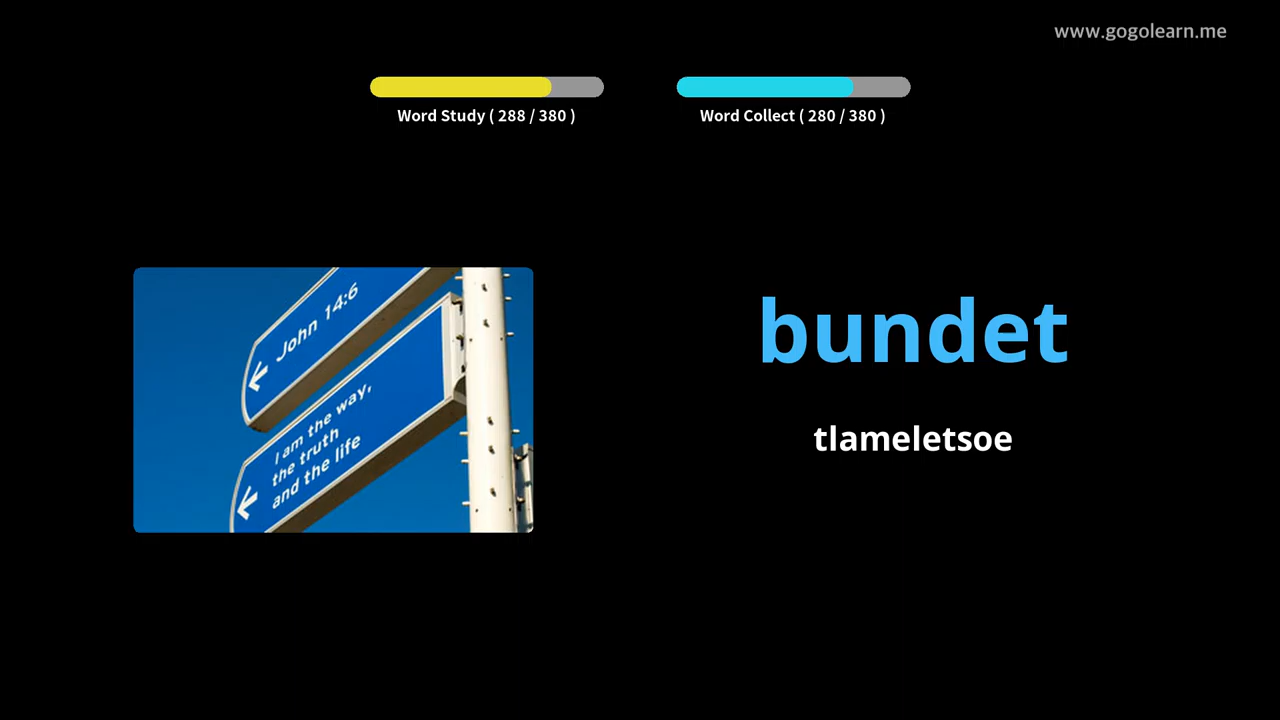 www.gogolearn.me
Word Study ( 288 / 380 )
Word Collect ( 280 / 380 )
John 14:6
I am the way,
the truth
and the life
bundet
tlameletsoe